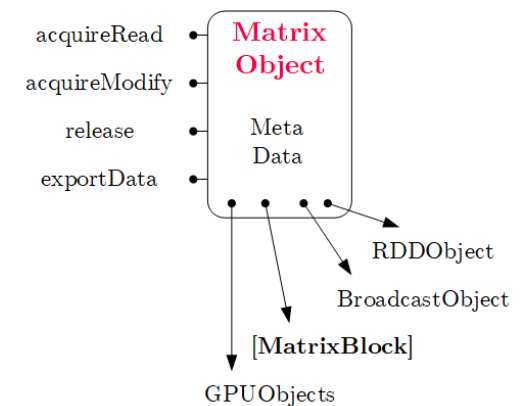 acquireRead
acquireModify
release
exportData
Matrix
Object
Meta
Data
RDDObject
BroadcastObject
[MatrixBlock]
GPUObjects